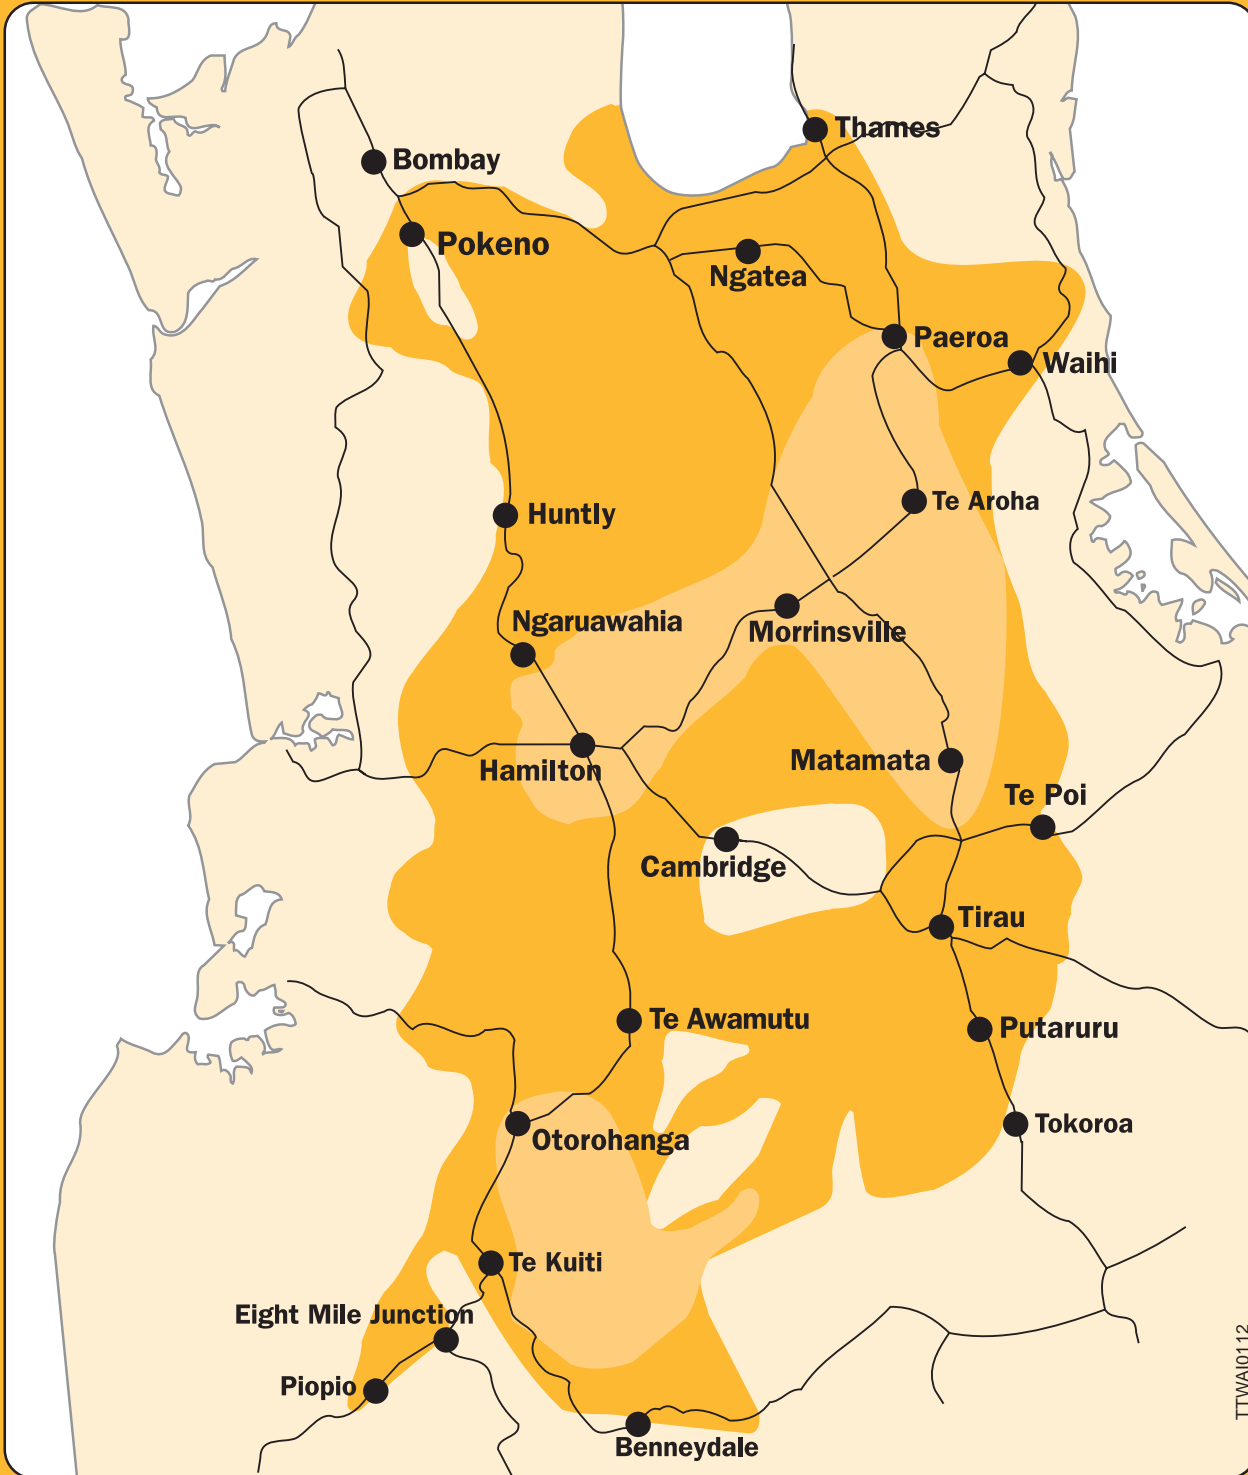 Thames
Bombay
Pokeno
Ngatea
Paeroa
Waihi
Te Aroha
Huntly
Ngaruawahia
Morrinsville
Matamata
Hamilton
Te Poi
Cambridge
Tirau
Te Awamutu
Putaruru
Tokoroa
Otorohanga
Te Kuiti
Eight Mile Junction
Piopio
Benneydale
TTWAI0112